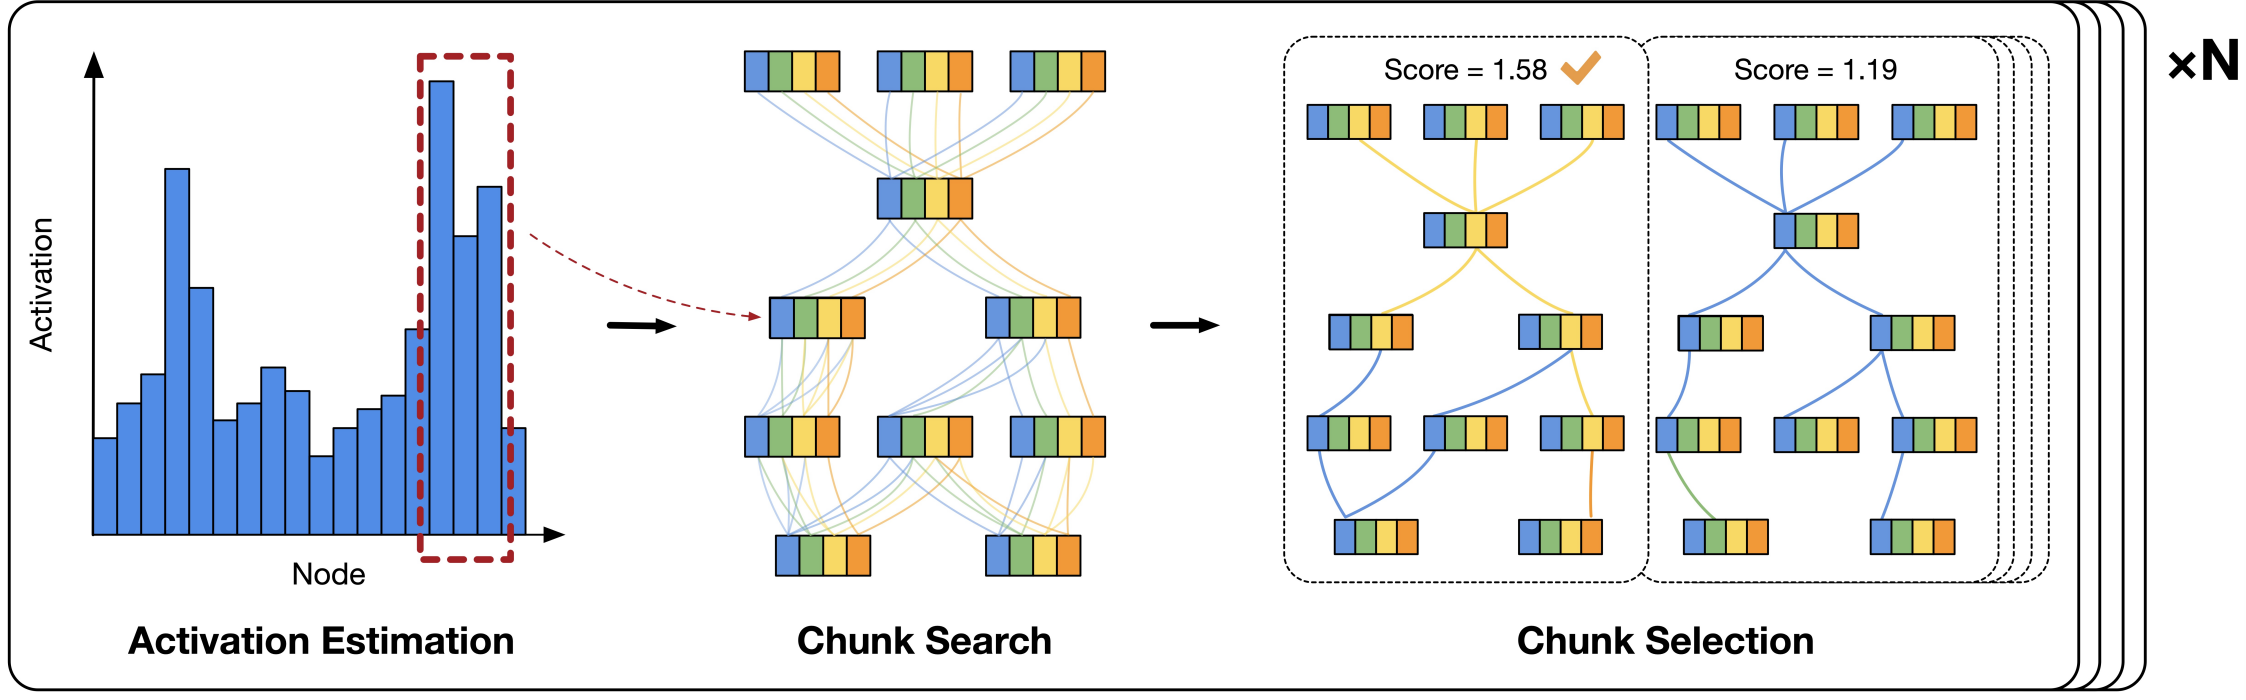 Activation
Node
Activation Estimation
Chunk Search
Score = 1.58
Score = 1.19
Chunk Selection
×N